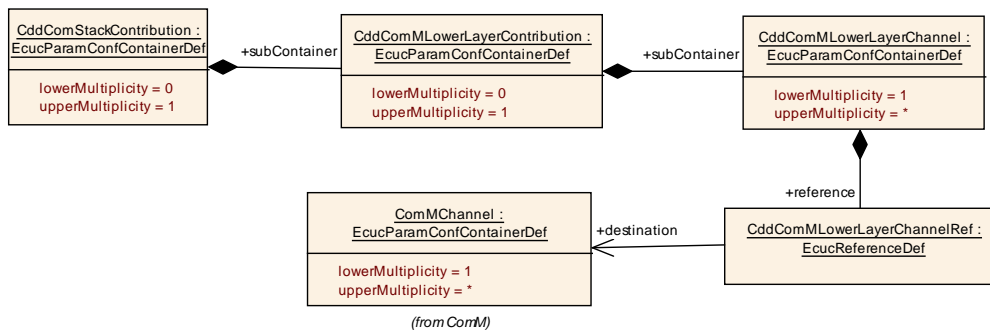 CddComStackContribution :
EcucParamConfContainerDef
lowerMultiplicity = 0
upperMultiplicity = 1
+subContainer
CddComMLowerLayerContribution :
EcucParamConfContainerDef
lowerMultiplicity = 0
upperMultiplicity = 1
+subContainer
CddComMLowerLayerChannel :
EcucParamConfContainerDef
lowerMultiplicity = 1
upperMultiplicity = *
+reference
CddComMLowerLayerChannelRef :
EcucReferenceDef
+destination
ComMChannel :
EcucParamConfContainerDef
lowerMultiplicity = 1
upperMultiplicity = *
(from ComM)